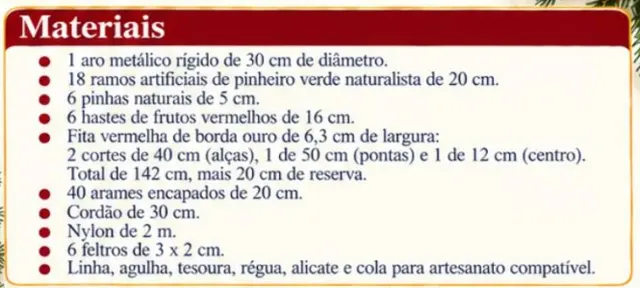 Materiais
● 1 aro metálico rígido de 30 cm de diâmetro.
● 18 ramos artificiais de pinheiro verde naturalista de 20 cm.
● 6 pinhas naturais de 5 cm.
● 6 hastes de frutos vermelhos de 16 cm.
● Fita vermelha de borda ouro de 6,3 cm de largura:
2 cortes de 40 cm (alças), 1 de 50 cm (pontas) e 1 de 12 cm (centro).
Total de 142 cm, mais 20 cm de reserva.
● 40 arames encapados de 20 cm.
● Cordão de 30 cm.
● Nylon de 2 m.
● 6 feltros de 3 x 2 cm.
● Linha, agulha, tesoura, régua, alicate e cola para artesanato compatível.